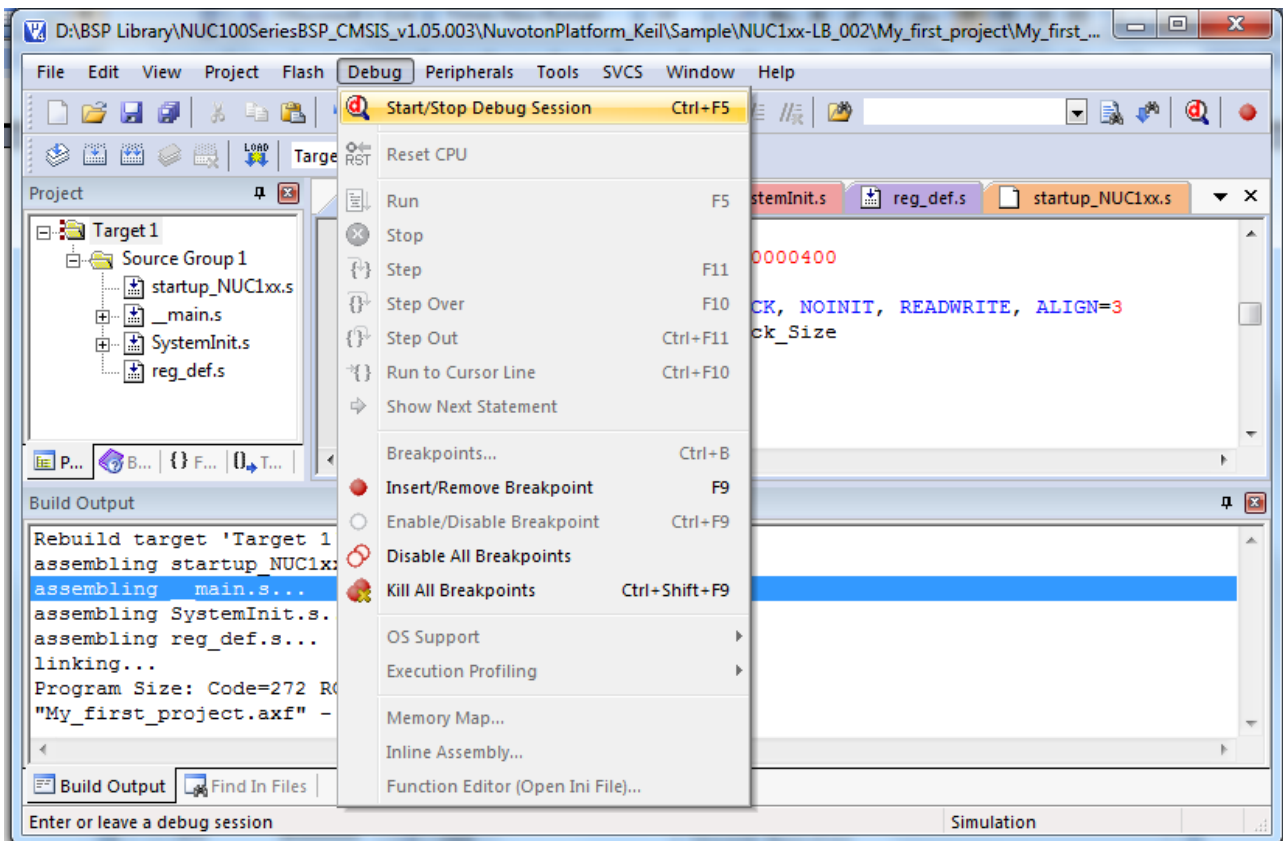 D:\BSP Library\NUC100SeriesBSP_CMSIS_v1.05.003\NuvotonPlatform_Keil\Sample\NUC1xx-LB_002\My_first_project\My_first_...
File Edit View Project Flash Debug Peripherals Tools SVCS Window Help
LOAD Targe
Project
Target 1
Source Group 1
startup_NUC1xx.s
__main.s
SystemInit.s
reg_def.s
P... B... {} F... T...
Start/Stop Debug Session Ctrl+F5
RST Reset CPU
Run F5
Stop
Step F11
Step Over F10
Step Out Ctrl+F11
Run to Cursor Line Ctrl+F10
Show Next Statement
Breakpoints... Ctrl+B
Insert/Remove Breakpoint F9
Enable/Disable Breakpoint Ctrl+F9
Disable All Breakpoints
Kill All Breakpoints Ctrl+Shift+F9
OS Support
Execution Profiling
Memory Map...
Inline Assembly...
Function Editor (Open Ini File)...
stemInit.s reg_def.s startup_NUC1xx.s
0000400
CK, NOINIT, READWRITE, ALIGN=3
ck_Size
Build Output
Rebuild target 'Target 1
assembling startup_NUC1x
assembling __main.s...
assembling SystemInit.s.
assembling reg_def.s...
linking...
Program Size: Code=272 R
"My_first_project.axf" -
Build Output Find In Files
Enter or leave a debug session Simulation